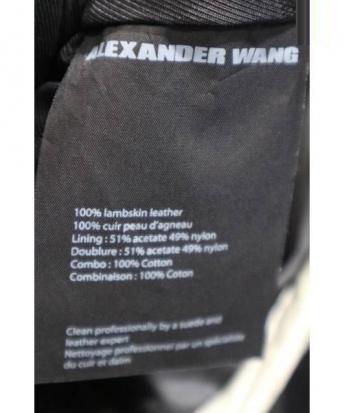 ALEXANDER WANG
100% lambskin leather
100% cuir peau d'agneau
Lining : 51% acetate 49% nylon
Doublure : 51% acetate 49% nylon
Combo : 100% Cotton
Combinaison : 100% Coton
Clean professionally by a suede and
leather expert
Nettoyage professionnel par un spécialiste
du cuir et daim